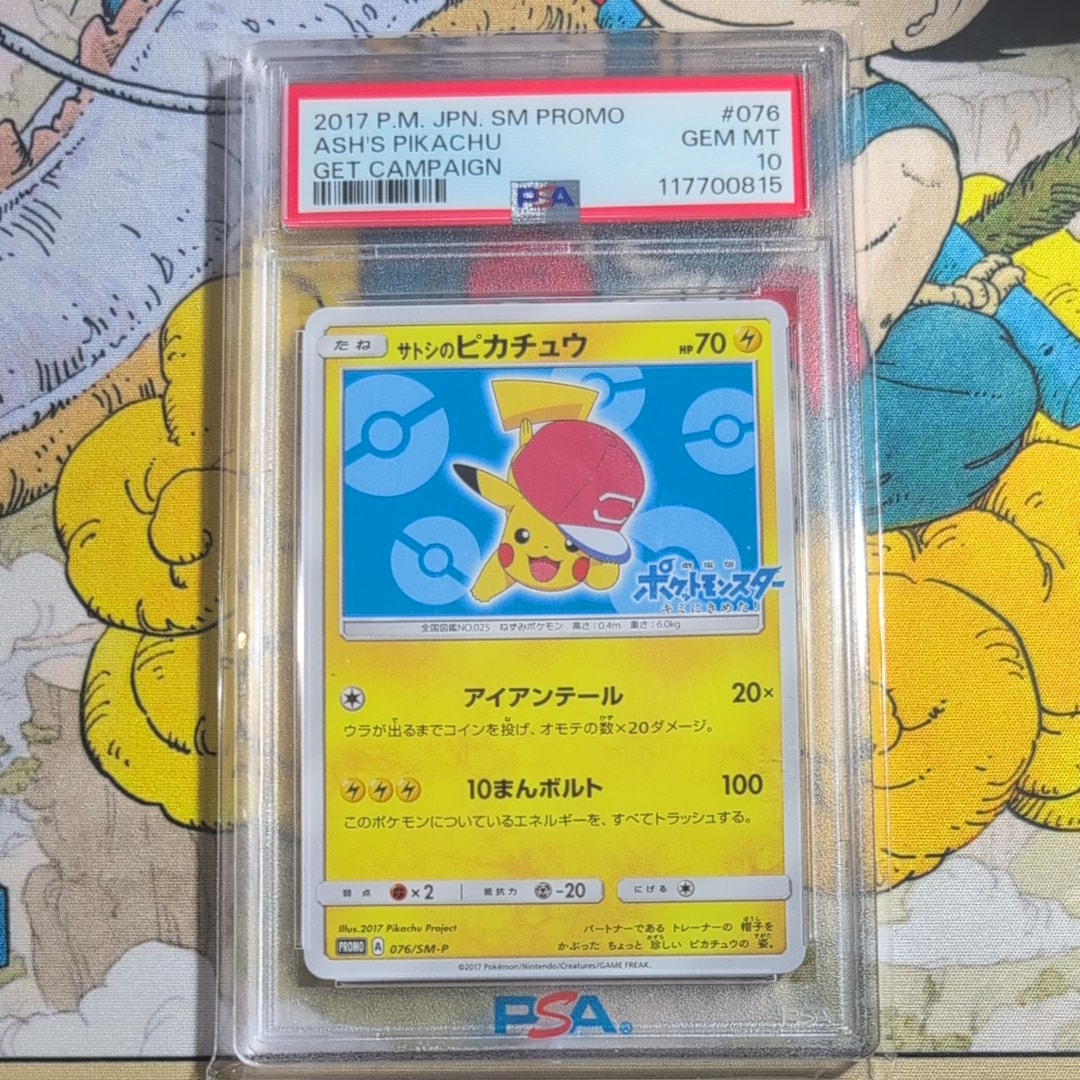 2017 P.M. JPN. SM PROMO #076
ASH'S PIKACHU GEM MT
GET CAMPAIGN 10
117700815
PSA
たね サトシのピカチュウ HP70
C
劇場版
ポケットモンスター
キミにきめた!
全国図鑑NO.025 ねずみポケモン 高さ:0.4m 重さ:6.0kg
アイアンテール 20×
ウラが出るまでコインを投げ、オモテの数×20ダメージ。
10まんボルト 100
このポケモンについているエネルギーを、すべてトラッシュする。
弱点 ×2 抵抗力 -20 にげる
Illus.2017 Pikachu Project
パートナーである トレーナーの 帽子を
かぶった ちょっと 珍しい ピカチュウの 姿。
PROMO A 076/SM-P
©2017 Pokémon/Nintendo/Creatures/GAME FREAK.
PSA®